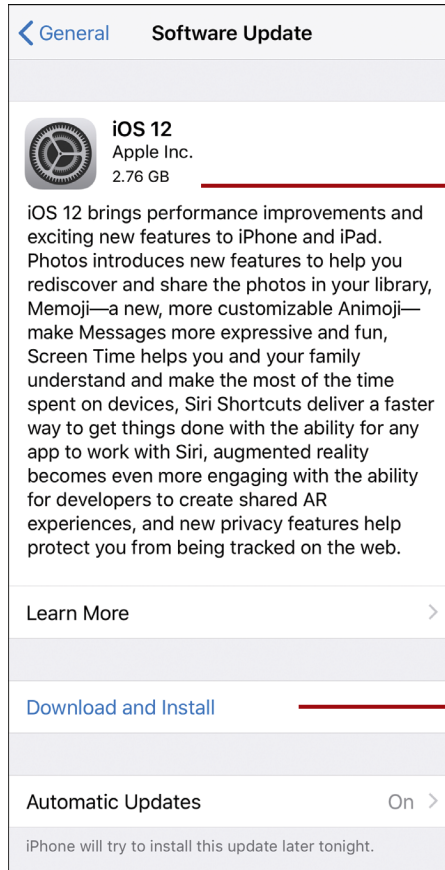 General
Software Update
iOS 12
Apple Inc.
2.76 GB
iOS 12 brings performance improvements and
exciting new features to iPhone and iPad.
Photos introduces new features to help you
rediscover and share the photos in your library,
Memoji—a new, more customizable Animoji—
make Messages more expressive and fun,
Screen Time helps you and your family
understand and make the most of the time
spent on devices, Siri Shortcuts deliver a faster
way to get things done with the ability for any
app to work with Siri, augmented reality
becomes even more engaging with the ability
for developers to create shared AR
experiences, and new privacy features help
protect you from being tracked on the web.
Learn More
Download and Install
Automatic Updates On
iPhone will try to install this update later tonight.